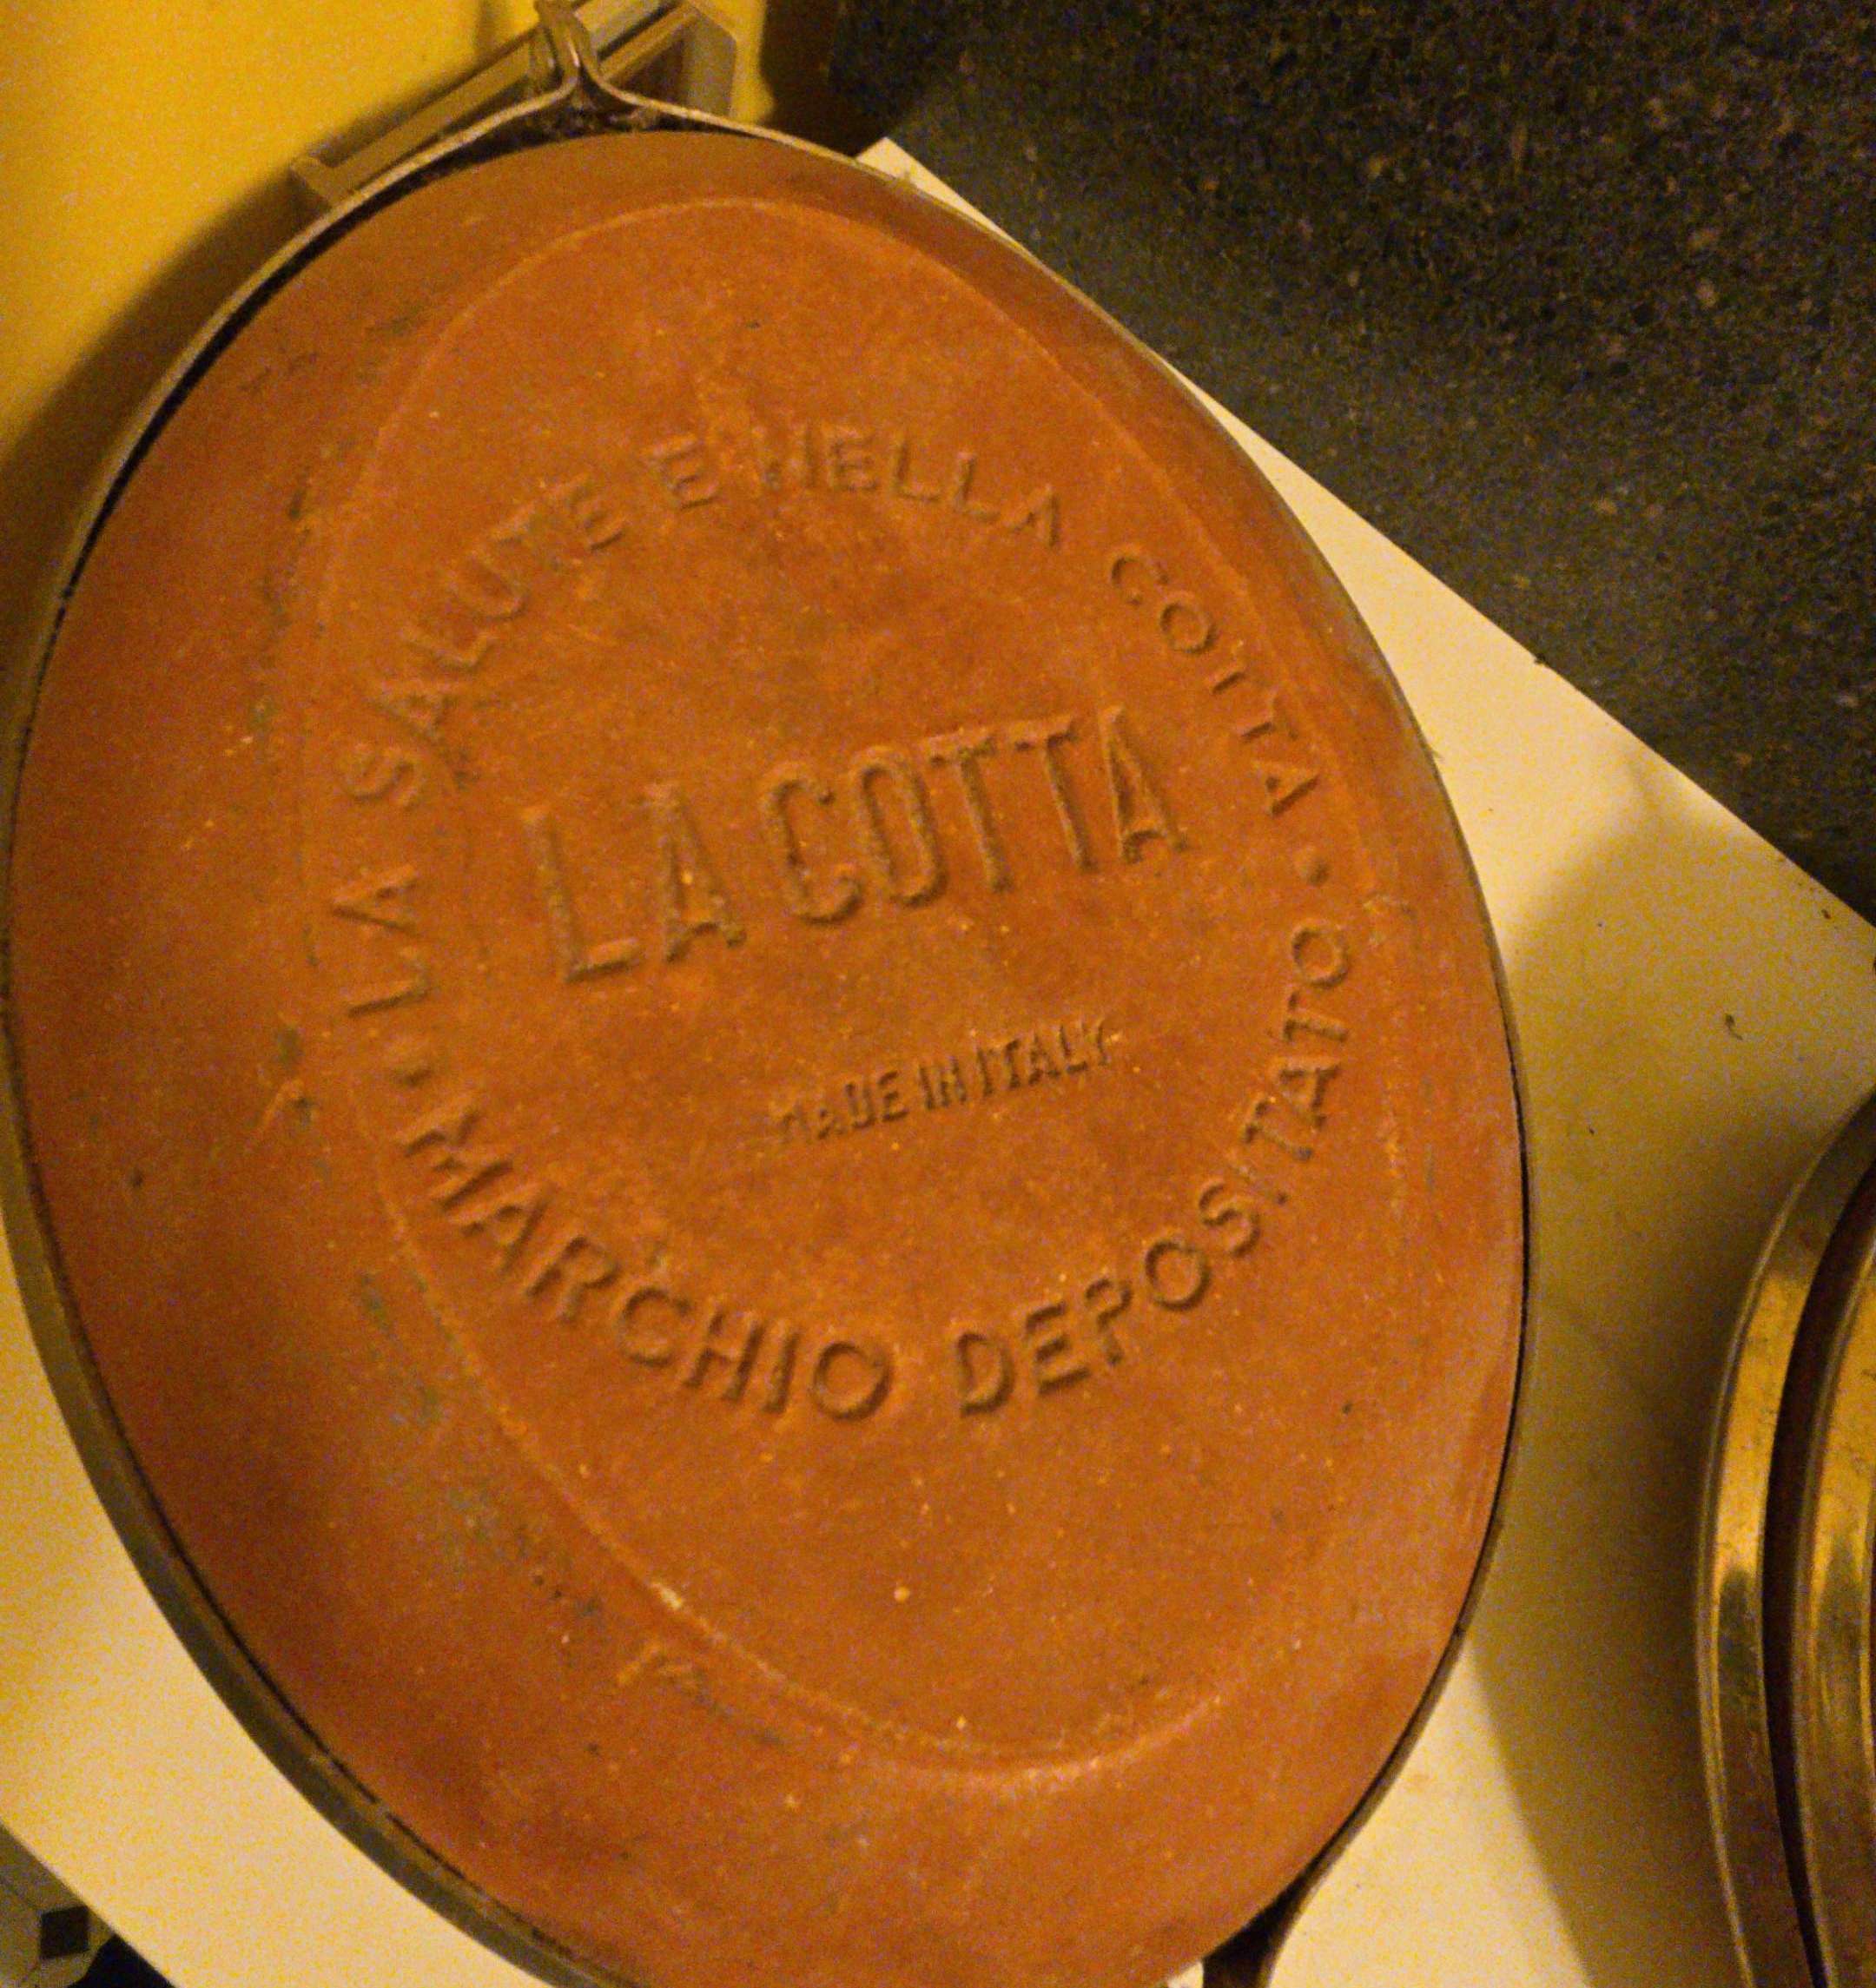 LA SALUTE E NELLA COTTA
LA COTTA
MADE IN ITALY
MARCHIO DEPOSITATO